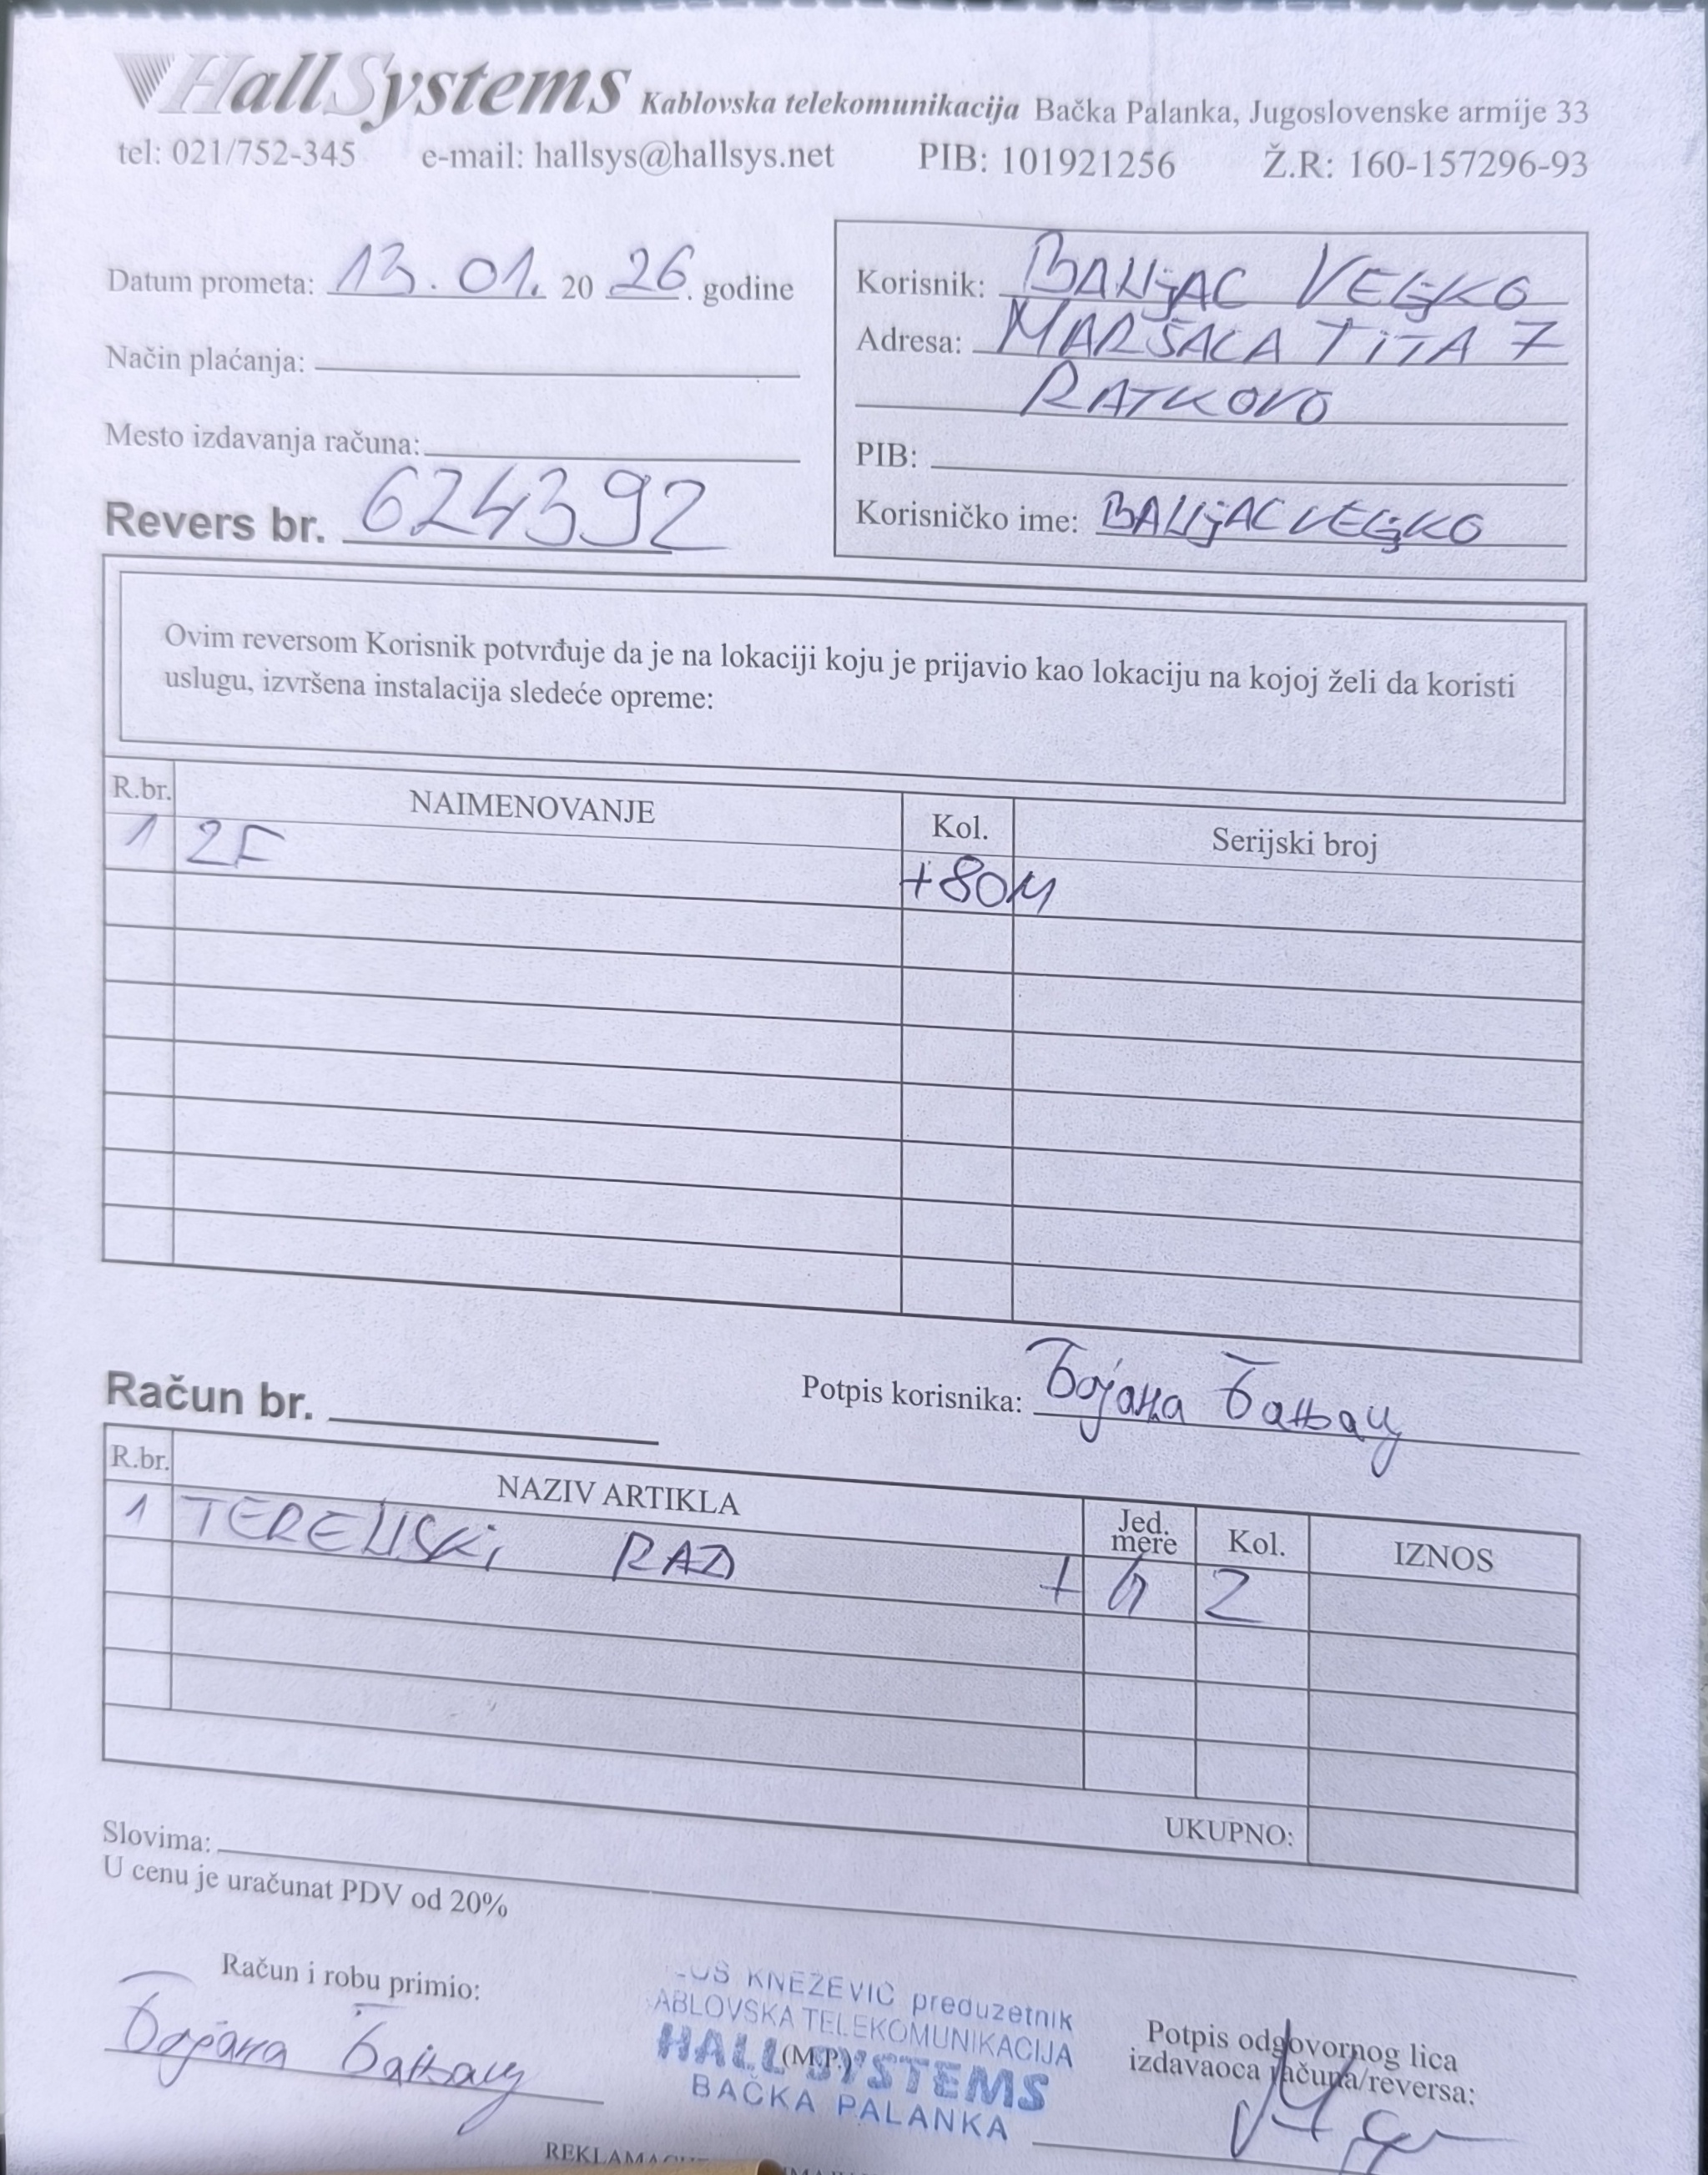 HallSystems Kablovska telekomunikacija Bačka Palanka, Jugoslovenske armije 33
tel: 021/752-345 e-mail: hallsys@hallsys.net PIB: 101921256 Ž.R: 160-157296-93
Datum prometa: 13. 01. 20 26. godine
Način plaćanja:
Mesto izdavanja računa:
Revers br. 624392
Korisnik: BANjAC VELjKO
Adresa: MARŠALA TITA 7
RATKOVO
PIB:
Korisničko ime: BANjACVELjKO
Ovim reversom Korisnik potvrđuje da je na lokaciji koju je prijavio kao lokaciju na kojoj želi da koristi
uslugu, izvršena instalacija sledeće opreme:
R.br. NAIMENOVANJE Kol. Serijski broj
1 2F +80M
Potpis korisnika: Бојана Бањац
Račun br.
R.br. NAZIV ARTIKLA Jed. mere Kol. IZNOS
1 TERENSKI RAD + h 2
UKUPNO:
Slovima:
U cenu je uračunat PDV od 20%
Račun i robu primio:
Бојана Бањац
KNEŽEVIĆ preduzetnik
ABLOVSKA TELEKOMUNIKACIJA
HALL SYSTEMS
(M.P.)
BAČKA PALANKA
Potpis odgovornog lica
izdavaoca računa/reversa: